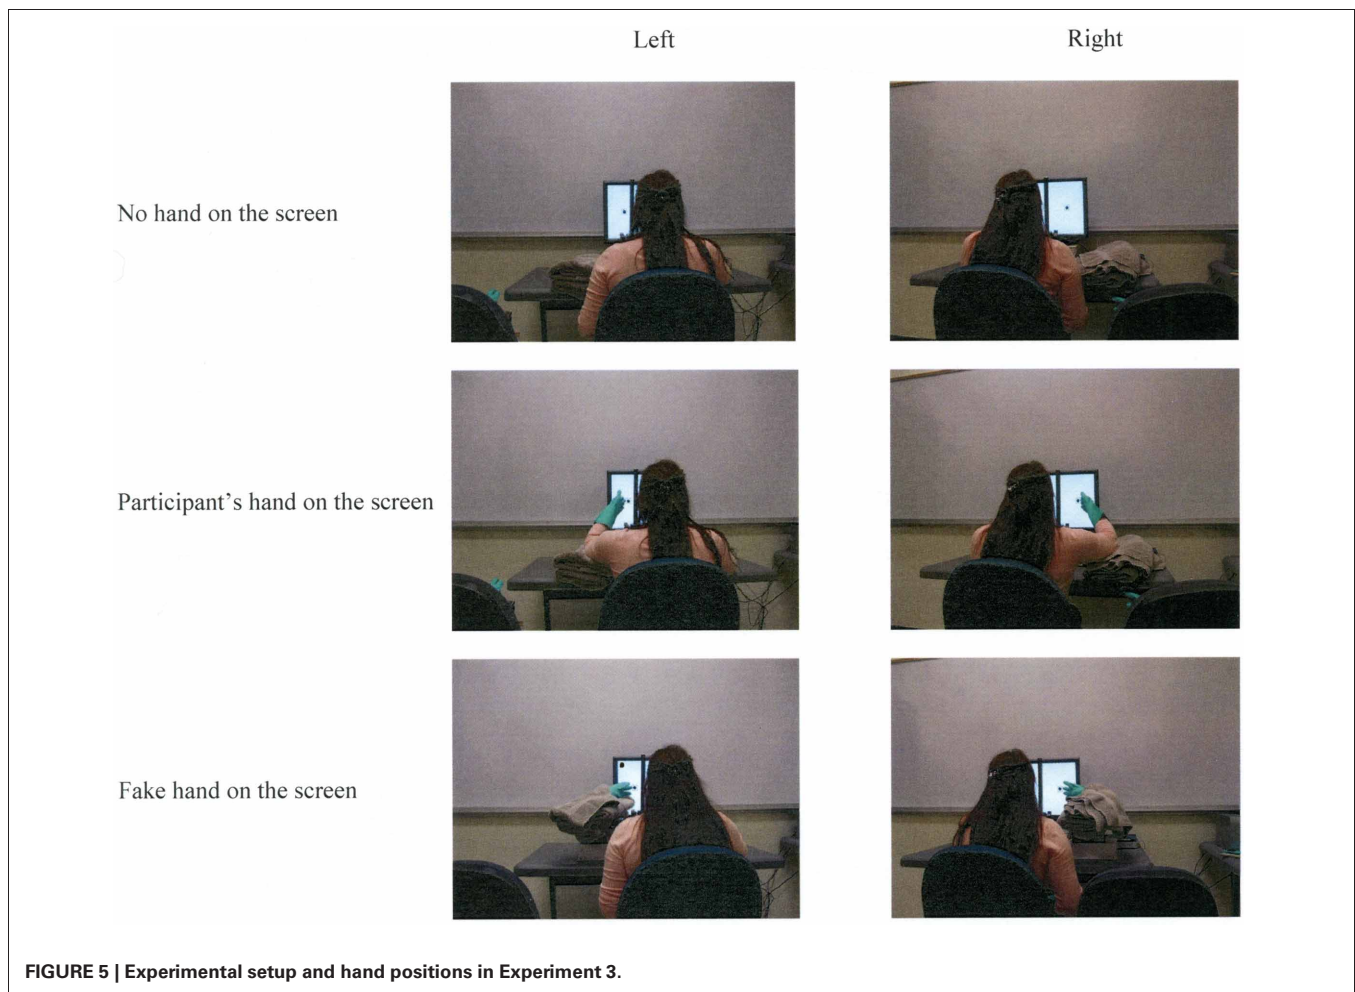 Left
Right
No hand on the screen
Participant's hand on the screen
Fake hand on the screen
FIGURE 5 | Experimental setup and hand positions in Experiment 3.